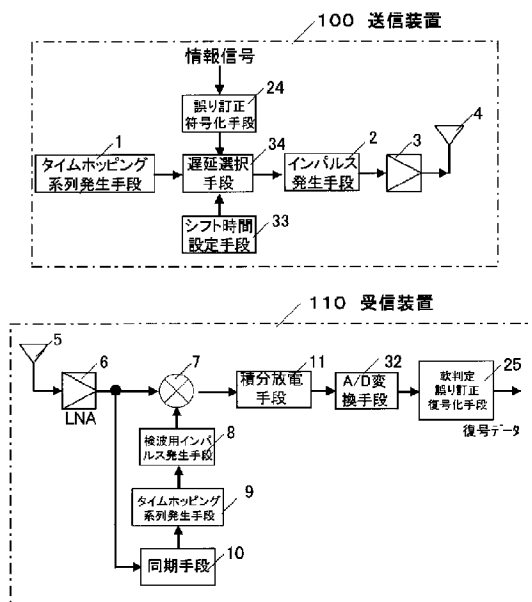 100 送信装置
情報信号
24
誤り訂正
符号化手段
1
タイムホッピング
系列発生手段
34
遅延選択
手段
2
インパルス
発生手段
3
4
シフト時間
設定手段
33
110 受信装置
5
6
LNA
7
11
積分放電
手段
32
A/D変
換手段
25
軟判定
誤り訂正
復号化手段
復号データ
検波用インパ
ルス発生手段
8
タイムホッピング
系列発生手段
9
同期手段
10